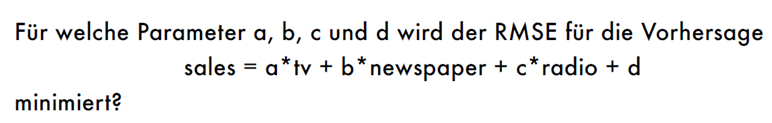 Für welche Parameter a, b, c und d wird der RMSE für die Vorhersage
sales = a*tv + b*newspaper + c*radio + d
minimiert?